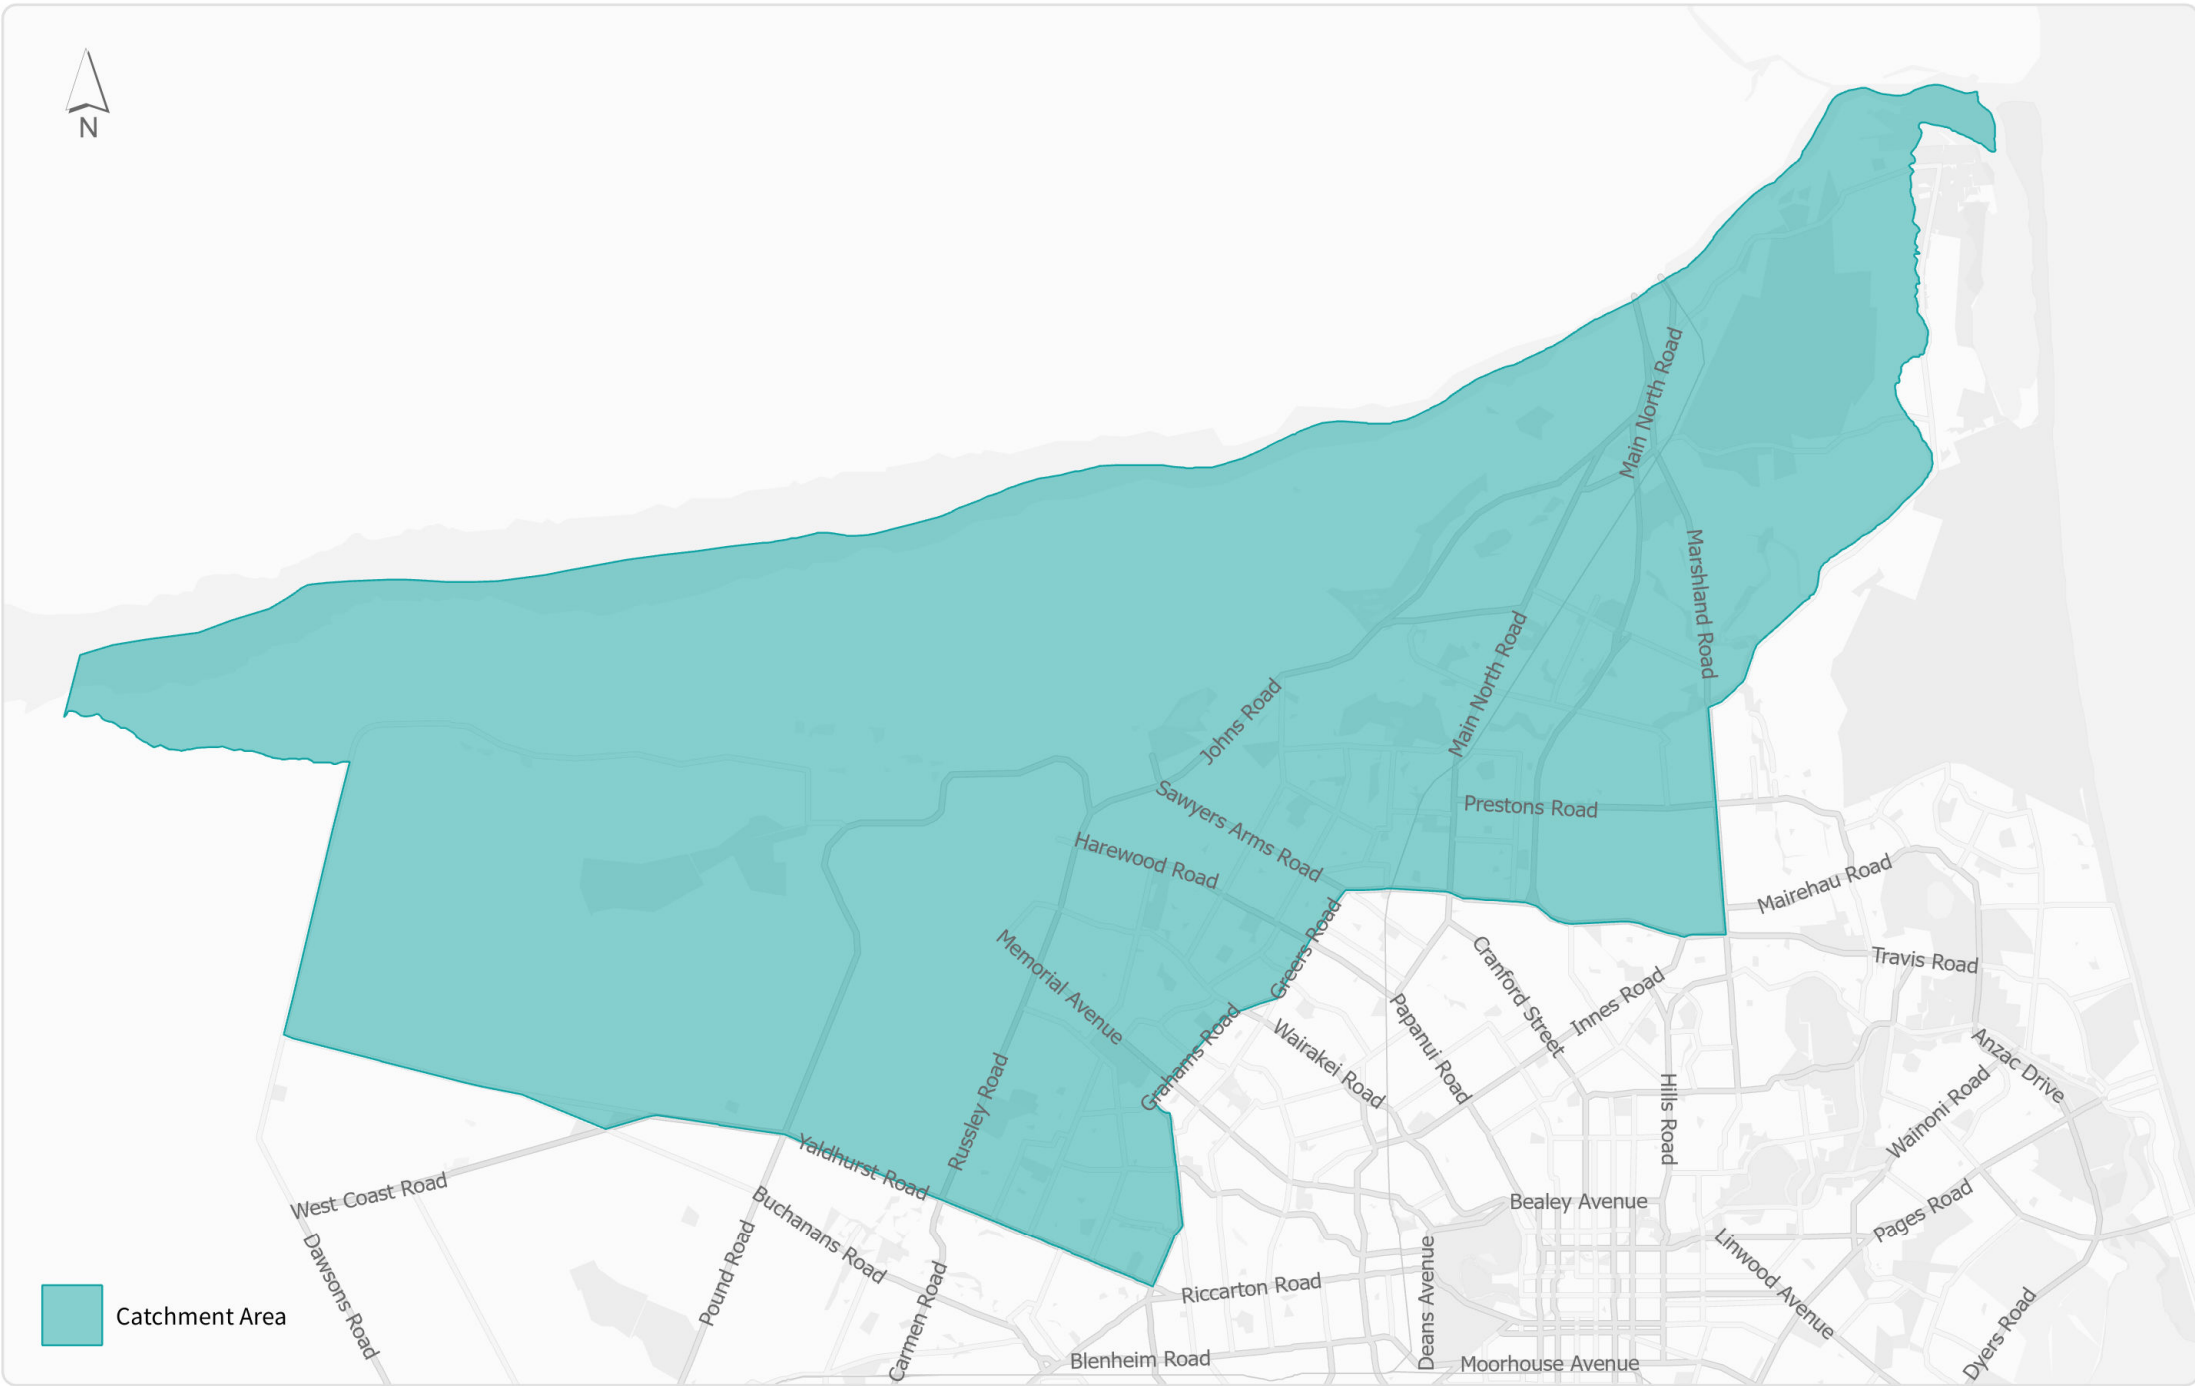 N
Main North Road
Marshland Road
Main North Road
Johns Road
Sawyers Arms Road
Prestons Road
Harewood Road
Mairehau Road
Greers Road
Memorial Avenue
Cranford Street
Travis Road
Innes Road
Papanui Road
Grahams Road
Wairakei Road
Anzac Drive
Russley Road
Hills Road
Wainoni Road
Yaldhurst Road
West Coast Road
Buchanans Road
Bealey Avenue
Pages Road
Dawsons Road
Pound Road
Carmen Road
Riccarton Road
Deans Avenue
Linwood Avenue
Dyers Road
Catchment Area
Blenheim Road
Moorhouse Avenue